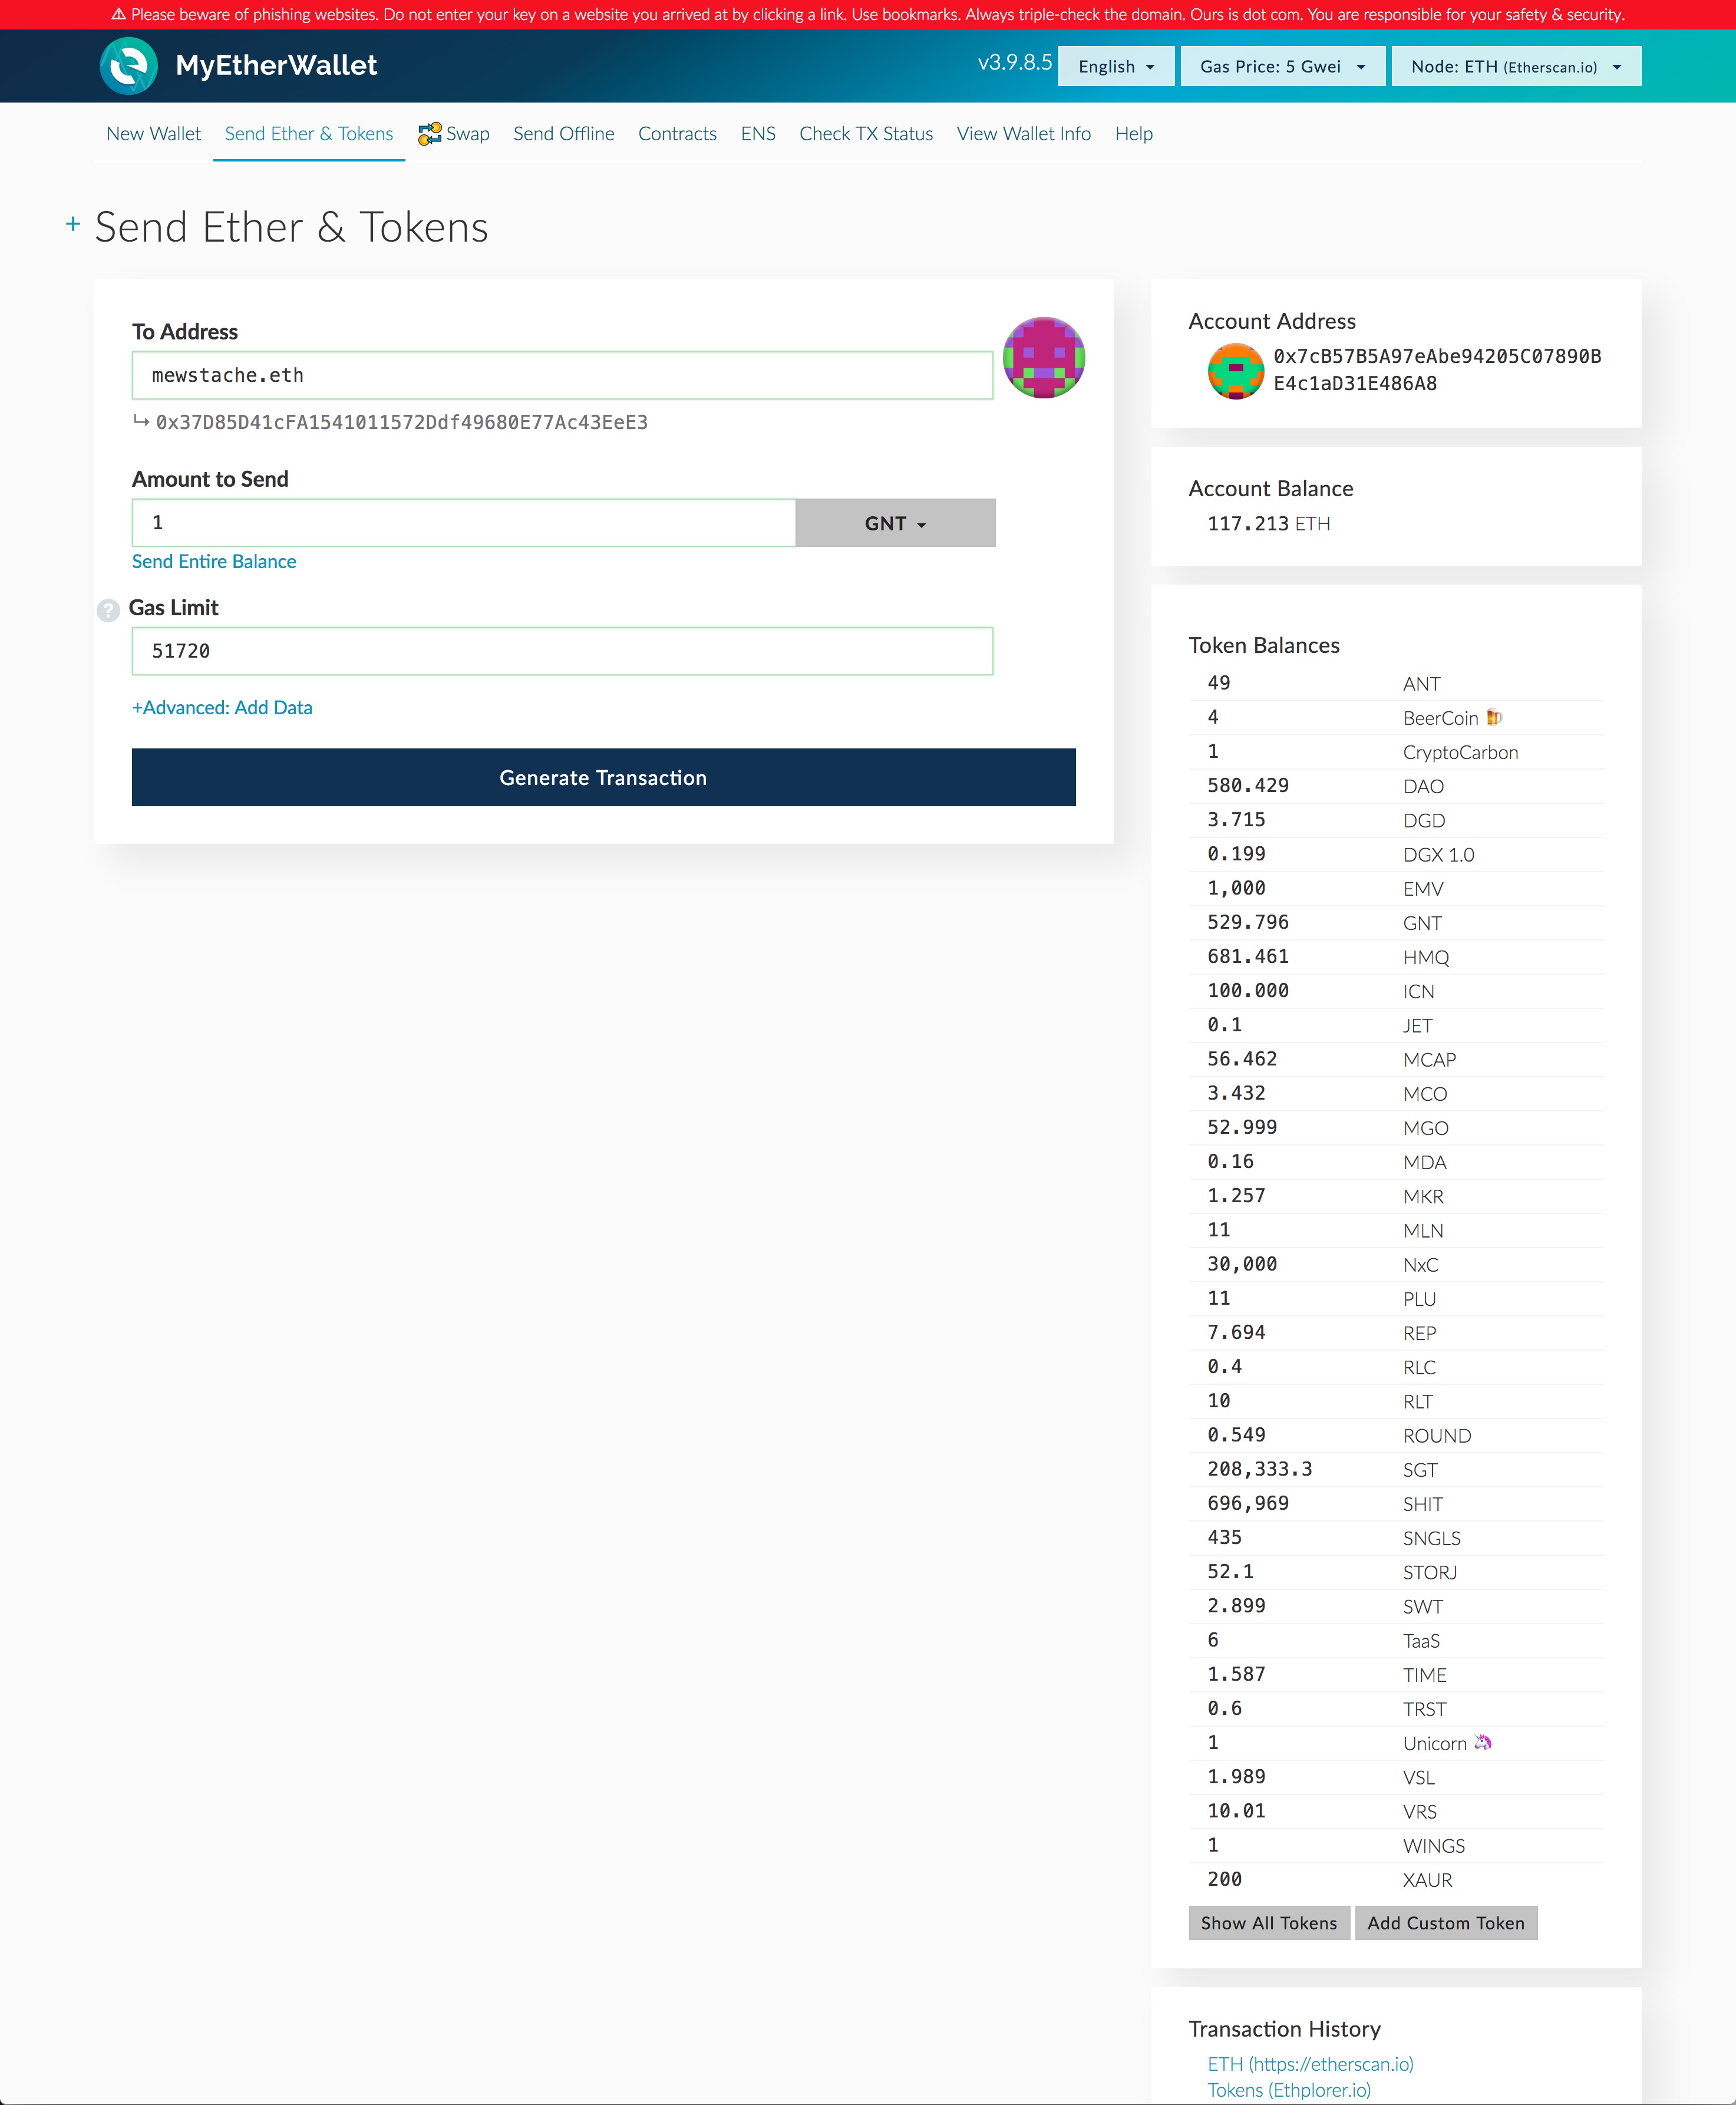 ⚠ Please beware of phishing websites. Do not enter your key on a website you arrived at by clicking a link. Use bookmarks. Always triple-check the domain. Ours is dot com. You are responsible for your safety & security.
MyEtherWallet
v3.9.8.5 English Gas Price: 5 Gwei Node: ETH (Etherscan.io)
New Wallet Send Ether & Tokens Swap Send Offline Contracts ENS Check TX Status View Wallet Info Help
+ Send Ether & Tokens
To Address
mewstache.eth
↳ 0x37D85D41cFA1541011572Ddf49680E77Ac43EeE3
Amount to Send
1 GNT
Send Entire Balance
? Gas Limit
51720
+Advanced: Add Data
Generate Transaction
Account Address
0x7cB57B5A97eAbe94205C07890B
E4c1aD31E486A8
Account Balance
117.213 ETH
Token Balances
49 ANT
4 BeerCoin 🍺
1 CryptoCarbon
580.429 DAO
3.715 DGD
0.199 DGX 1.0
1,000 EMV
529.796 GNT
681.461 HMQ
100.000 ICN
0.1 JET
56.462 MCAP
3.432 MCO
52.999 MGO
0.16 MDA
1.257 MKR
11 MLN
30,000 NxC
11 PLU
7.694 REP
0.4 RLC
10 RLT
0.549 ROUND
208,333.3 SGT
696,969 SHIT
435 SNGLS
52.1 STORJ
2.899 SWT
6 TaaS
1.587 TIME
0.6 TRST
1 Unicorn 🦄
1.989 VSL
10.01 VRS
1 WINGS
200 XAUR
Show All Tokens Add Custom Token
Transaction History
ETH (https://etherscan.io)
Tokens (Ethplorer.io)